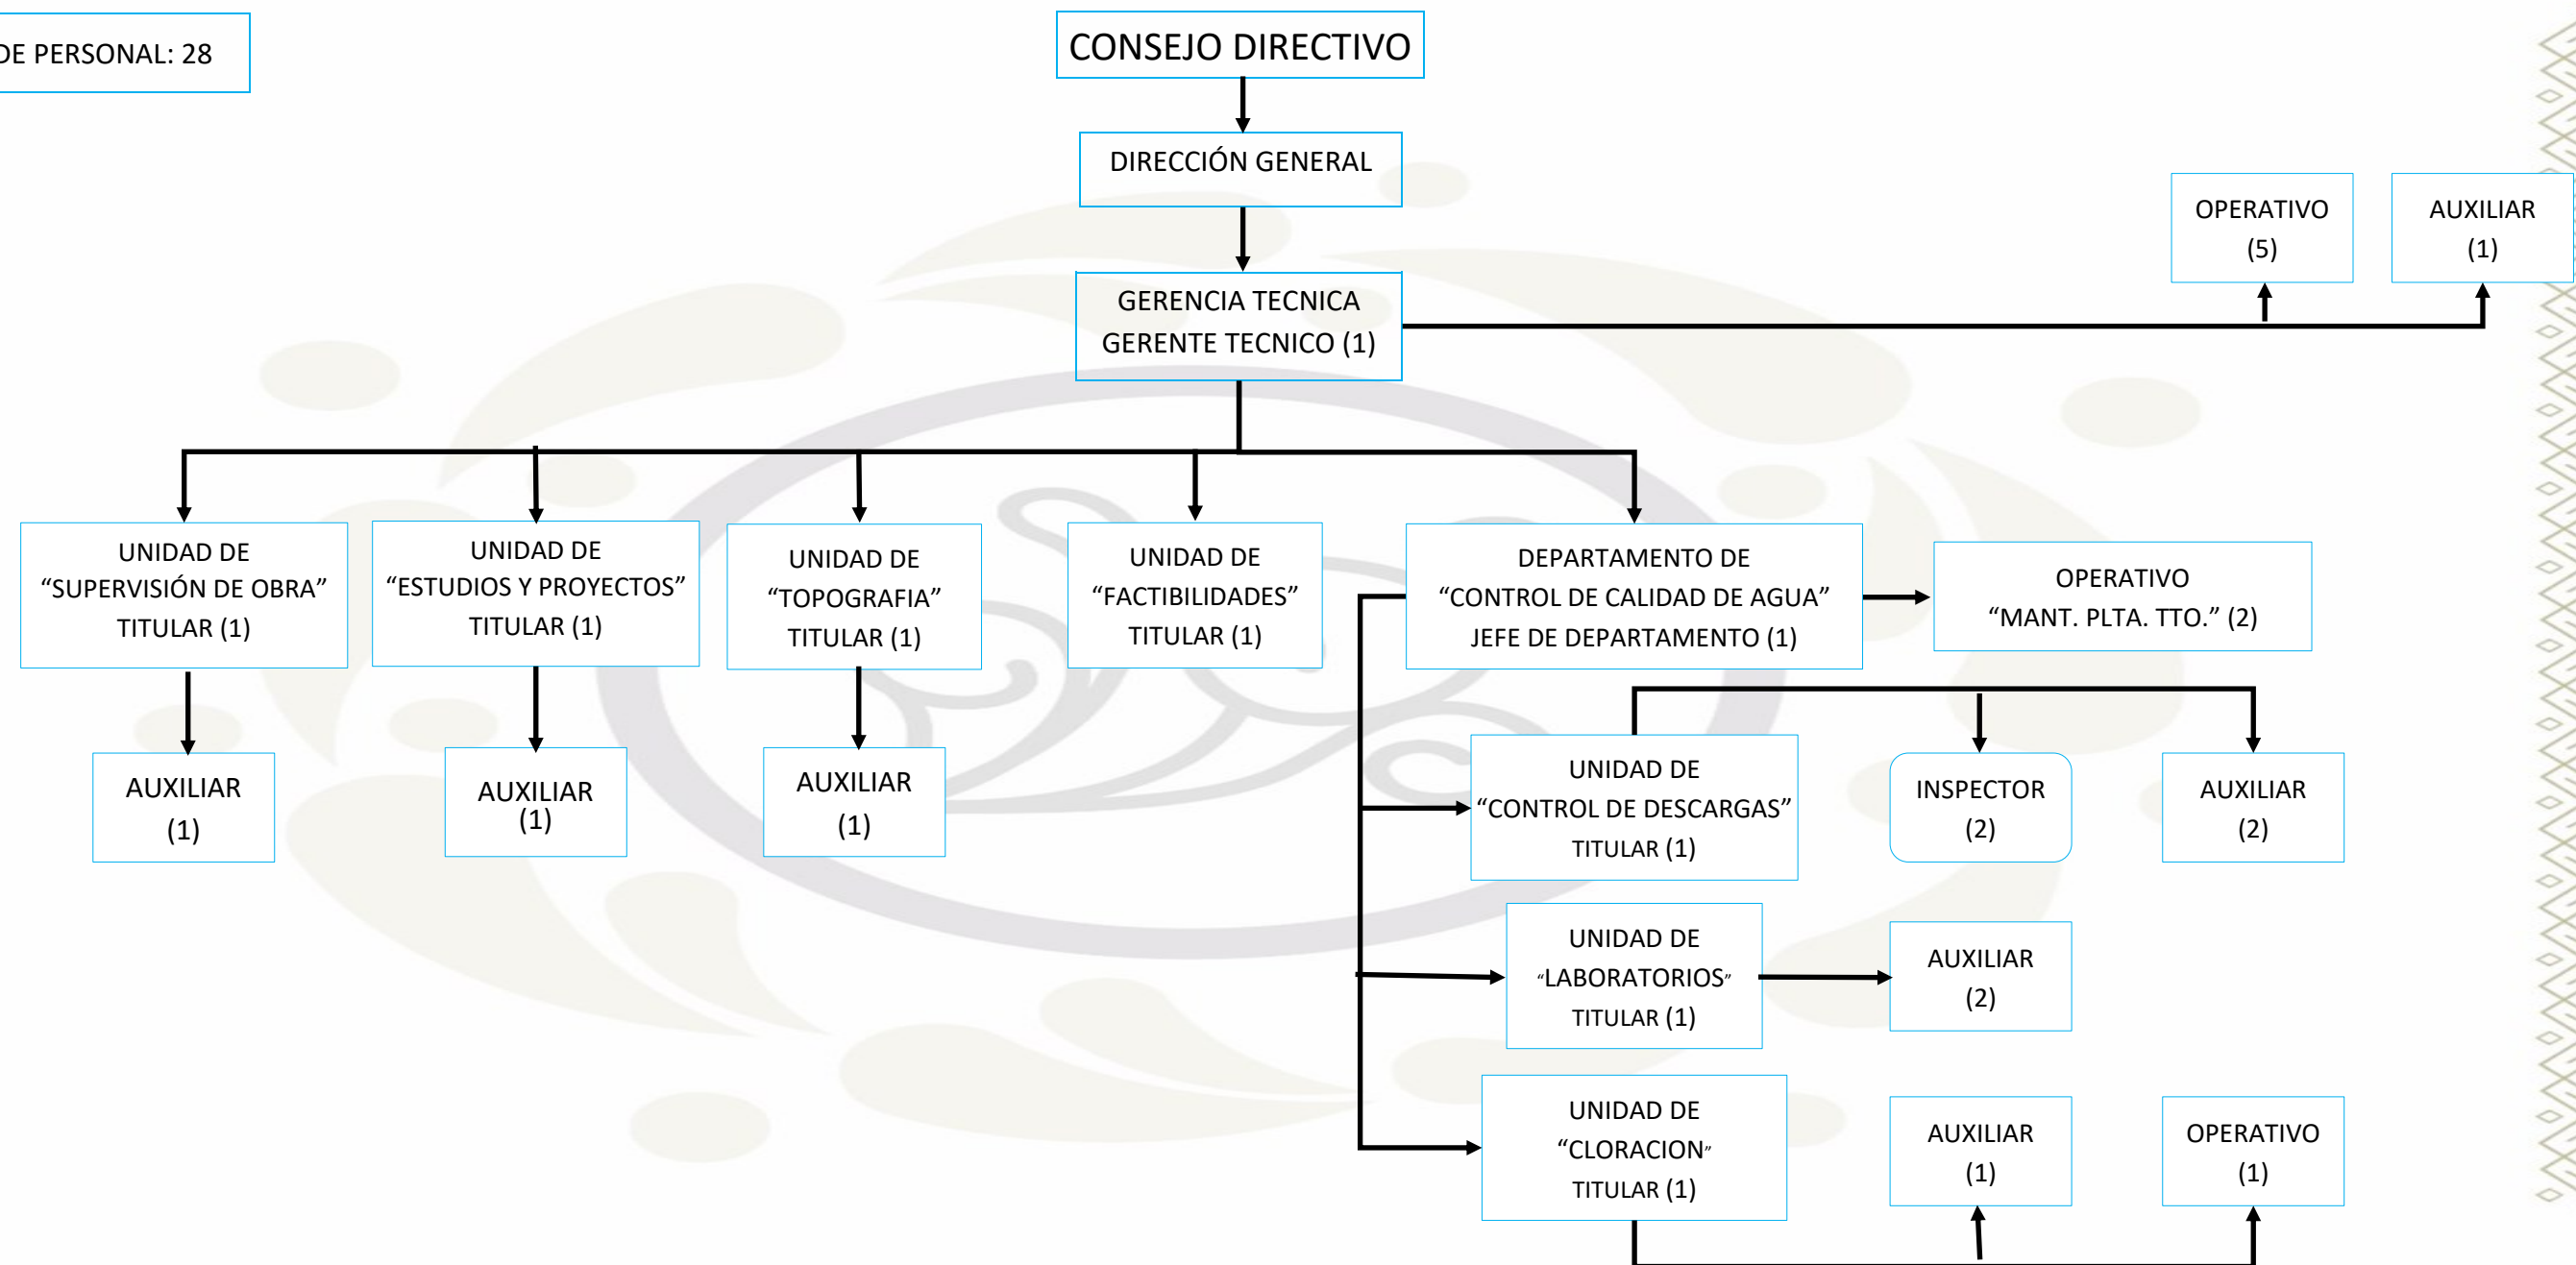 DE PERSONAL: 28
CONSEJO DIRECTIVO
DIRECCIÓN GENERAL
OPERATIVO
(5)
AUXILIAR
(1)
GERENCIA TECNICA
GERENTE TECNICO (1)
UNIDAD DE
“SUPERVISIÓN DE OBRA”
TITULAR (1)
UNIDAD DE
“ESTUDIOS Y PROYECTOS”
TITULAR (1)
UNIDAD DE
“TOPOGRAFIA”
TITULAR (1)
UNIDAD DE
“FACTIBILIDADES”
TITULAR (1)
DEPARTAMENTO DE
“CONTROL DE CALIDAD DE AGUA”
JEFE DE DEPARTAMENTO (1)
OPERATIVO
“MANT. PLTA. TTO.” (2)
AUXILIAR
(1)
AUXILIAR
(1)
AUXILIAR
(1)
UNIDAD DE
“CONTROL DE DESCARGAS”
TITULAR (1)
INSPECTOR
(2)
AUXILIAR
(2)
UNIDAD DE
“LABORATORIOS”
TITULAR (1)
AUXILIAR
(2)
UNIDAD DE
“CLORACION”
TITULAR (1)
AUXILIAR
(1)
OPERATIVO
(1)